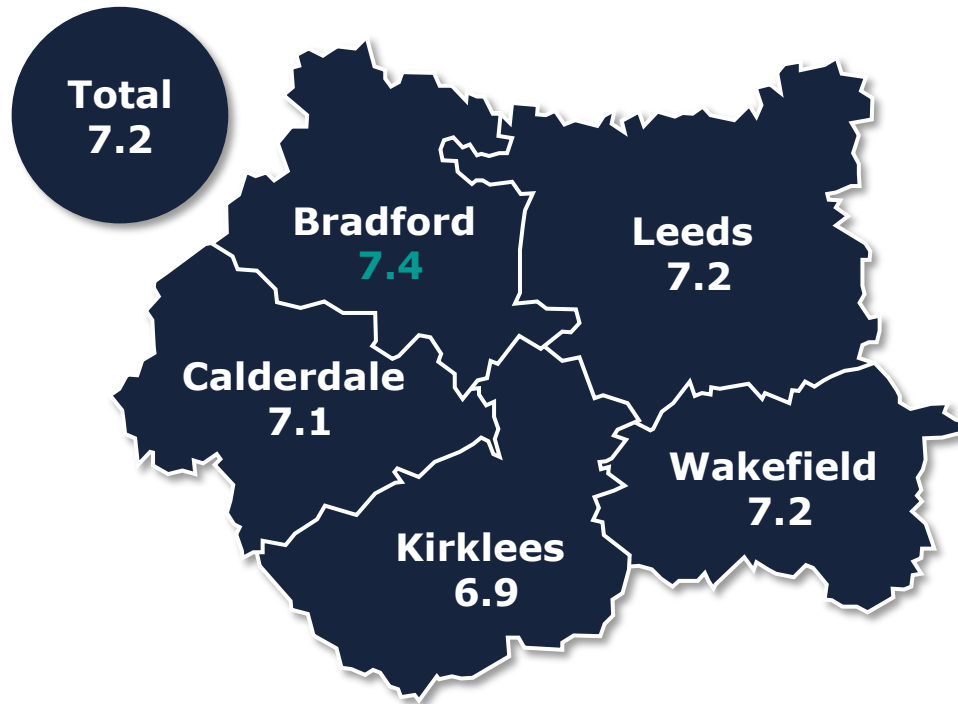 Total
7.2
Bradford
7.4
Leeds
7.2
Calderdale
7.1
Wakefield
7.2
Kirklees
6.9